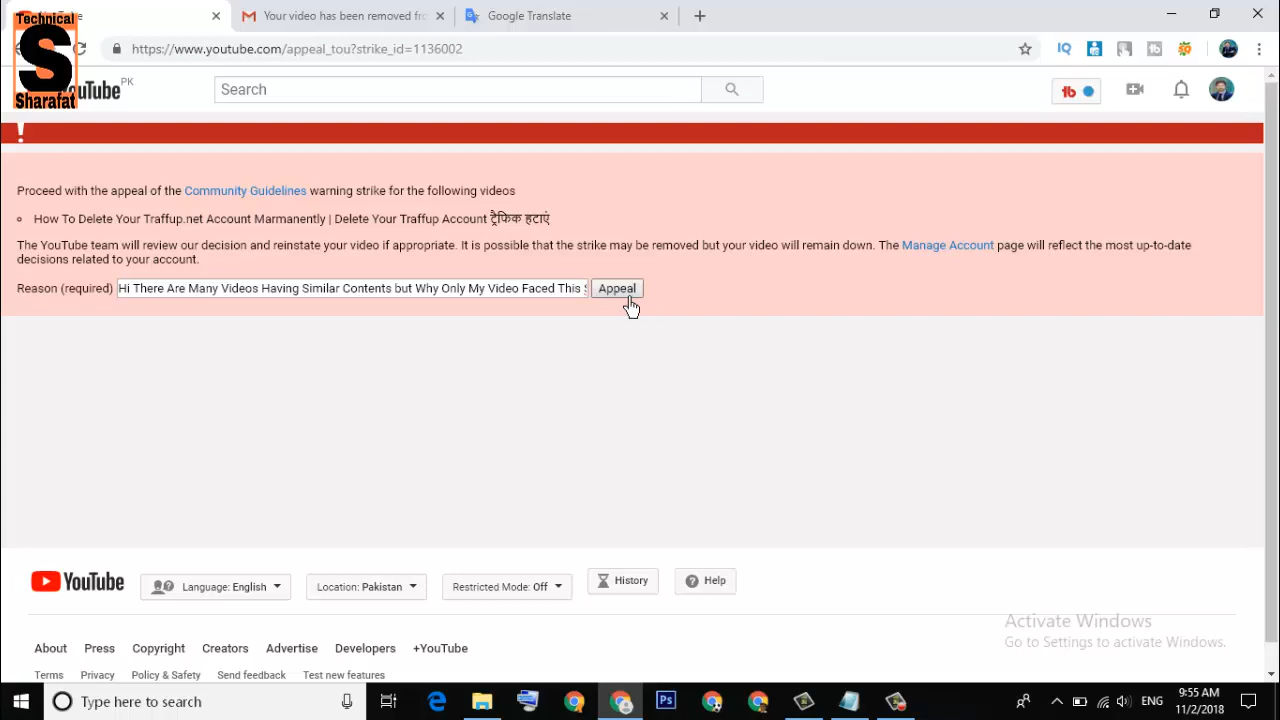 Technical
S
Sharafat
Your video has been removed fro
Google Translate
https://www.youtube.com/appeal_tou?strike_id=1136002
PK
Search
Proceed with the appeal of the Community Guidelines warning strike for the following videos
How To Delete Your Traffup.net Account Marmanently | Delete Your Traffup Account ट्रैफिक हटाएं
The YouTube team will review our decision and reinstate your video if appropriate. It is possible that the strike may be removed but your video will remain down. The Manage Account page will reflect the most up-to-date
decisions related to your account.
Reason (required) Hi There Are Many Videos Having Similar Contents but Why Only My Video Faced This Appeal
YouTube
Language: English
Location: Pakistan
Restricted Mode: Off
History
Help
Activate Windows
Go to Settings to activate Windows.
About Press Copyright Creators Advertise Developers +YouTube
Terms Privacy Policy & Safety Send feedback Test new features
Type here to search
ENG
9:55 AM
11/2/2018